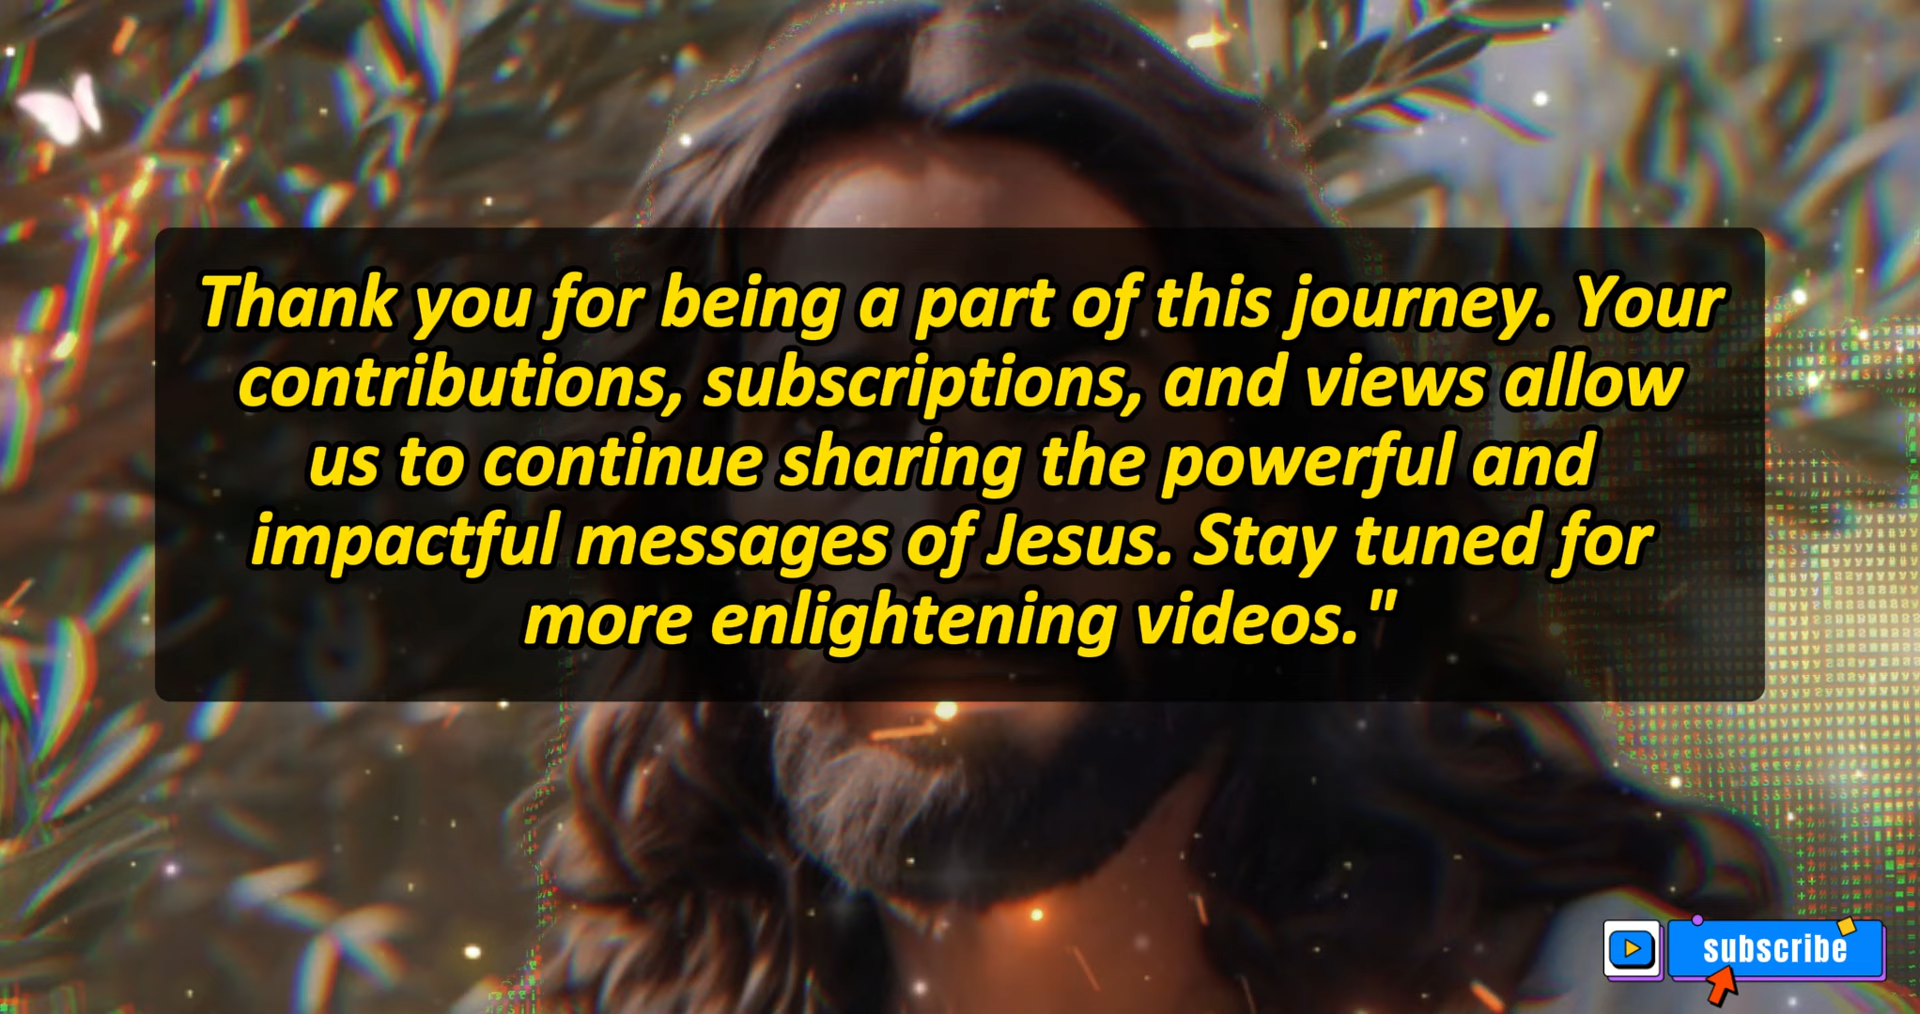 Thank you for being a part of this journey. Your
contributions, subscriptions, and views allow
us to continue sharing the powerful and
impactful messages of Jesus. Stay tuned for
more enlightening videos."
subscribe